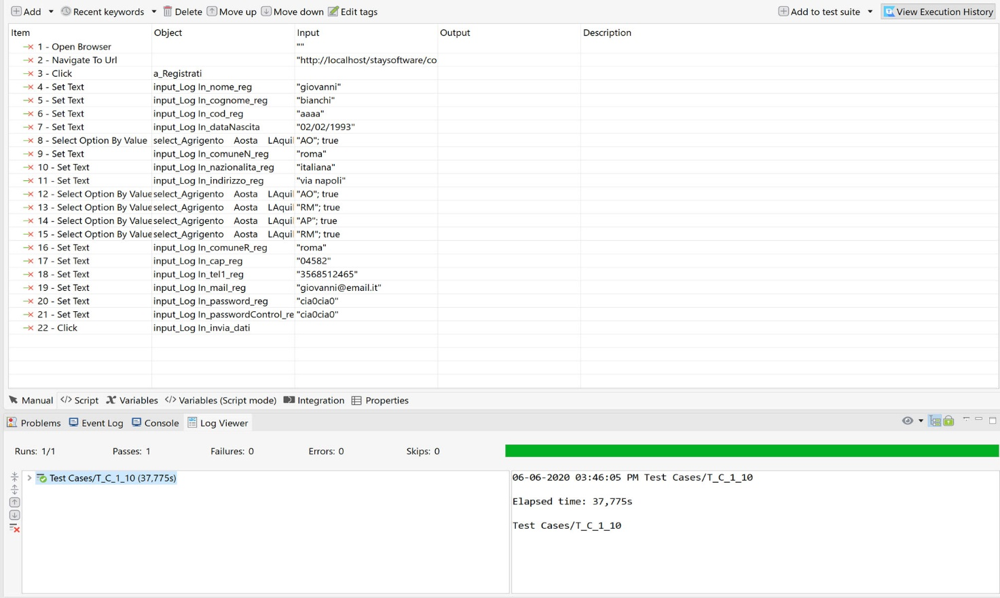 Add Recent keywords Delete Move up Move down Edit tags Add to test suite View Execution History
Item Object Input Output Description
1 - Open Browser ""
2 - Navigate To Url "http://localhost/staysoftware/co
3 - Click a_Registrati
4 - Set Text input_Log In_nome_reg "giovanni"
5 - Set Text input_Log In_cognome_reg "bianchi"
6 - Set Text input_Log In_cod_reg "aaaa"
7 - Set Text input_Log In_dataNascita "02/02/1993"
8 - Select Option By Value select_Agrigento Aosta LAquil "AO"; true
9 - Set Text input_Log In_comuneN_reg "roma"
10 - Set Text input_Log In_nazionalita_reg "italiana"
11 - Set Text input_Log In_indirizzo_reg "via napoli"
12 - Select Option By Value select_Agrigento Aosta LAquil "AO"; true
13 - Select Option By Value select_Agrigento Aosta LAquil "RM"; true
14 - Select Option By Value select_Agrigento Aosta LAquil "AP"; true
15 - Select Option By Value select_Agrigento Aosta LAquil "RM"; true
16 - Set Text input_Log In_comuneR_reg "roma"
17 - Set Text input_Log In_cap_reg "04582"
18 - Set Text input_Log In_tel1_reg "3568512465"
19 - Set Text input_Log In_mail_reg "giovanni@email.it"
20 - Set Text input_Log In_password_reg "cia0cia0"
21 - Set Text input_Log In_passwordControl_re "cia0cia0"
22 - Click input_Log In_invia_dati
Manual Script Variables Variables (Script mode) Integration Properties
Problems Event Log Console Log Viewer
Runs: 1/1 Passes: 1 Failures: 0 Errors: 0 Skips: 0
Test Cases/T_C_1_10 (37,775s)
06-06-2020 03:46:05 PM Test Cases/T_C_1_10
Elapsed time: 37,775s
Test Cases/T_C_1_10